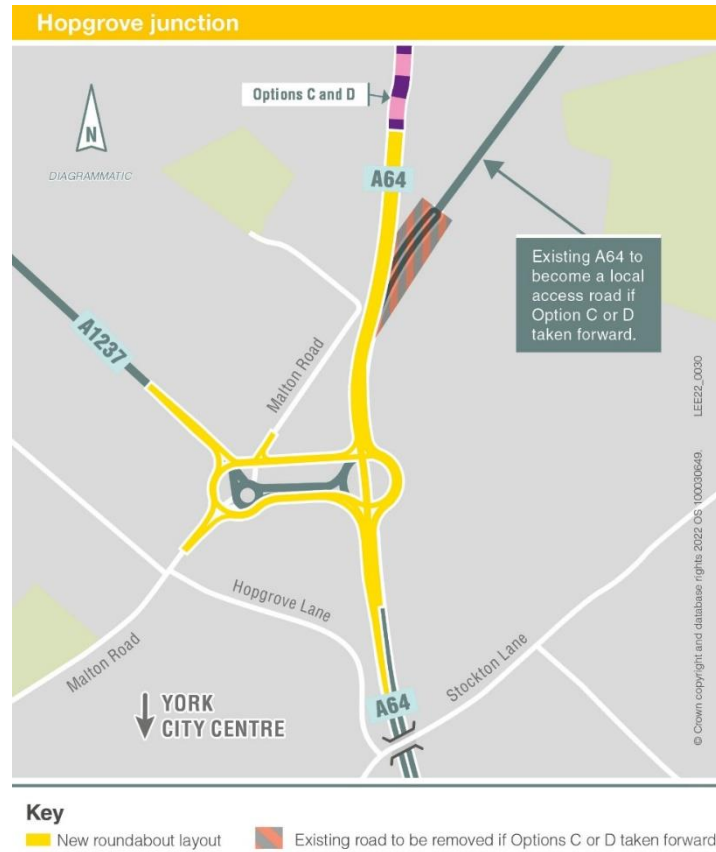 Hopgrove junction
Options C and D
N
DIAGRAMMATIC
A64
Existing A64 to
become a local
access road if
Option C or D
taken forward.
A1237
Malton Road
LEE22_0030
© Crown copyright and database rights 2022 OS 100030649.
Hopgrove Lane
Malton Road
Stockton Lane
YORK
CITY CENTRE
A64
Key
New roundabout layout
Existing road to be removed if Options C or D taken forward